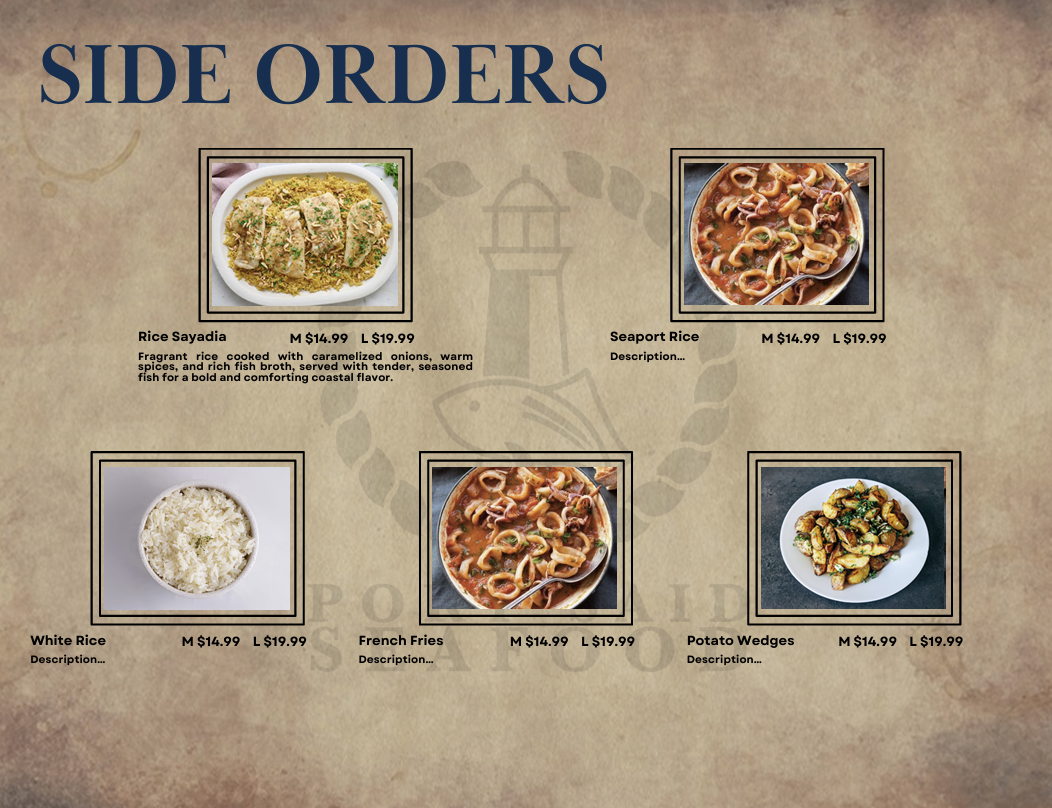 SIDE ORDERS
Rice Sayadia M $14.99 L $19.99
Fragrant rice cooked with caramelized onions, warm
spices, and rich fish broth, served with tender, seasoned
fish for a bold and comforting coastal flavor.
Seaport Rice M $14.99 L $19.99
Description...
White Rice M $14.99 L $19.99
Description...
French Fries M $14.99 L $19.99
Description...
Potato Wedges M $14.99 L $19.99
Description...
PORT SAID
SEAFOOD